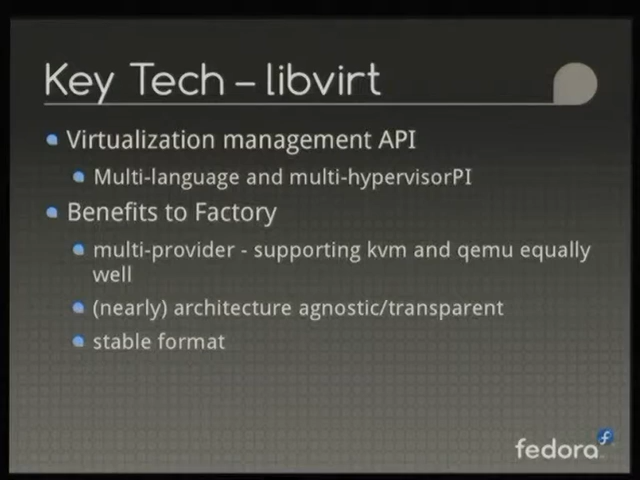 Key Tech – libvirt
Virtualization management API
Multi-language and multi-hypervisorPI
Benefits to Factory
multi-provider - supporting kvm and qemu equally
well
(nearly) architecture agnostic/transparent
stable format
fedora